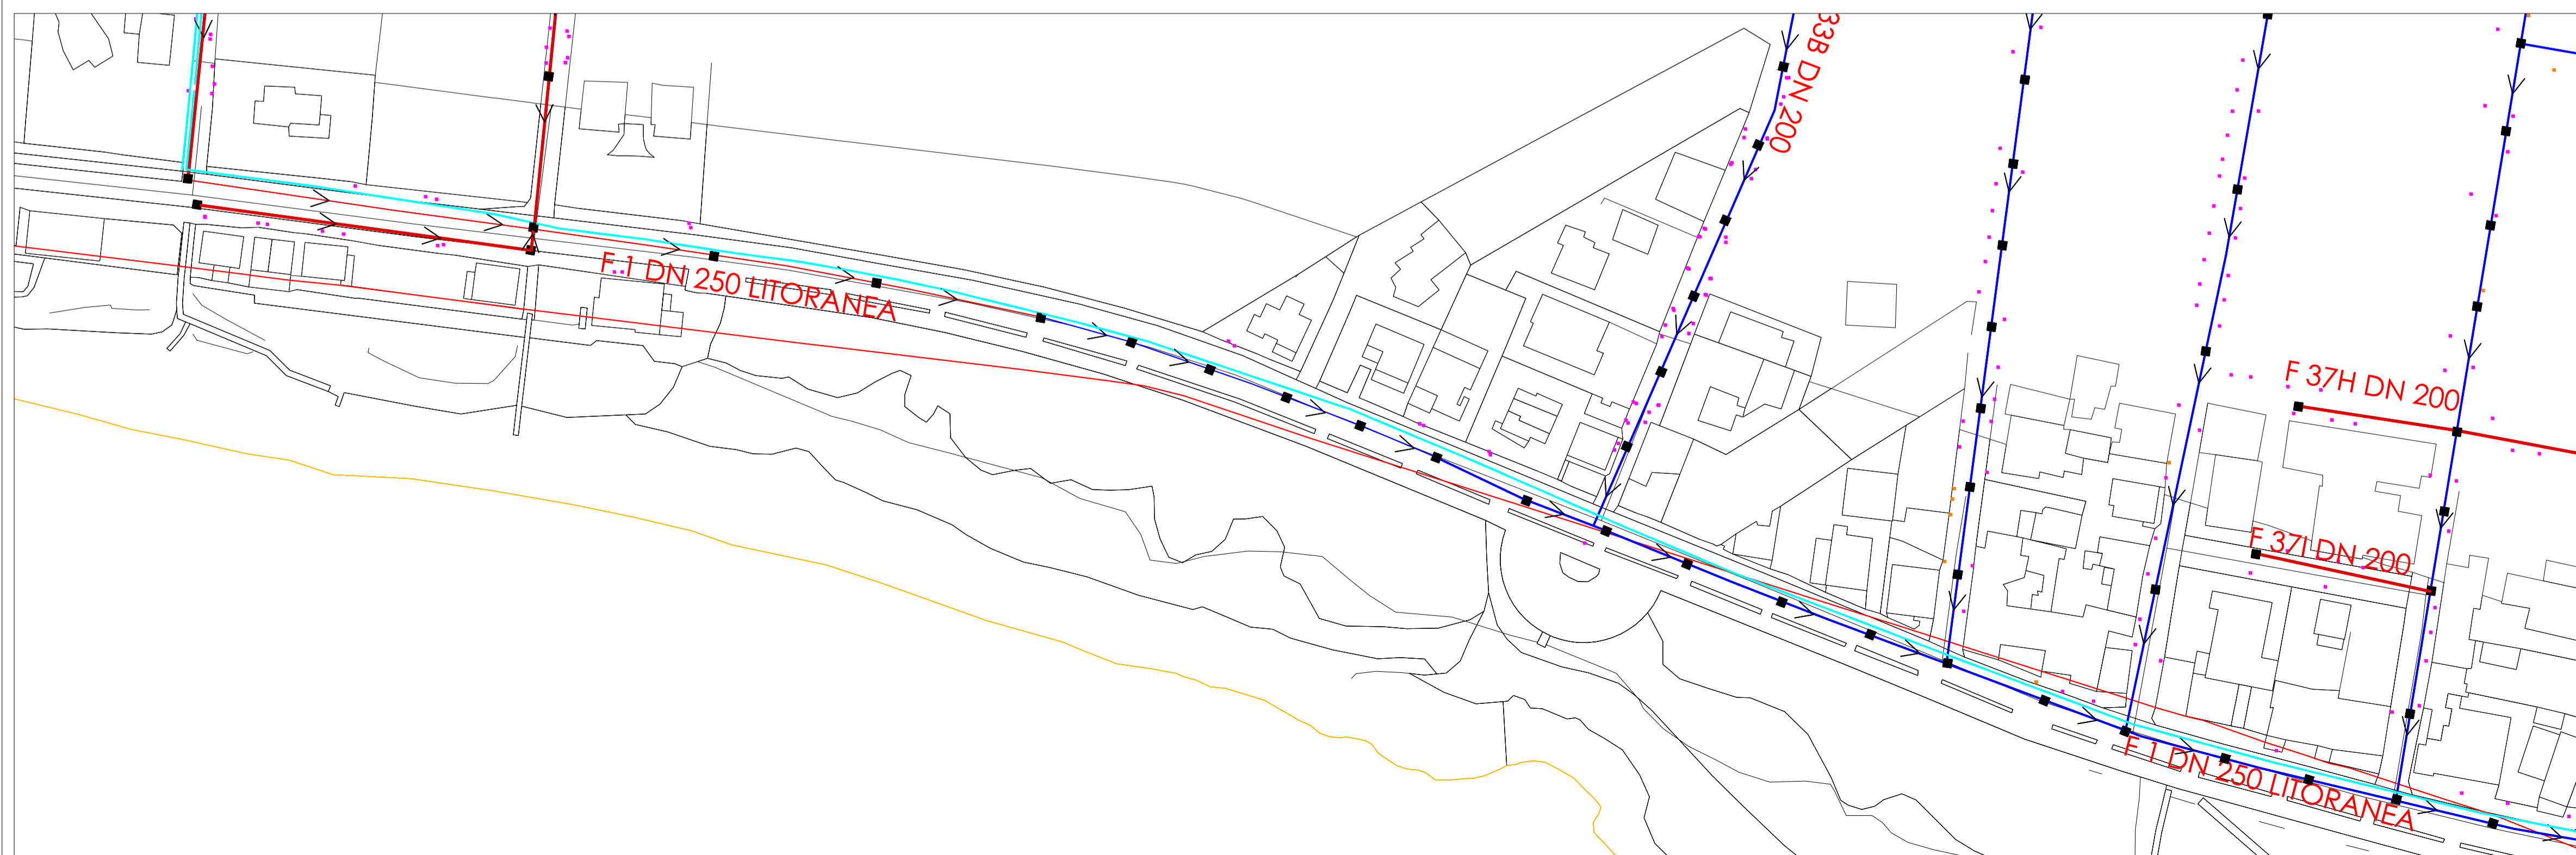 33B DN 200
F 1 DN 250 LITORANEA
F 37H DN 200
F 37I DN 200
F 1 DN 250 LITORANEA